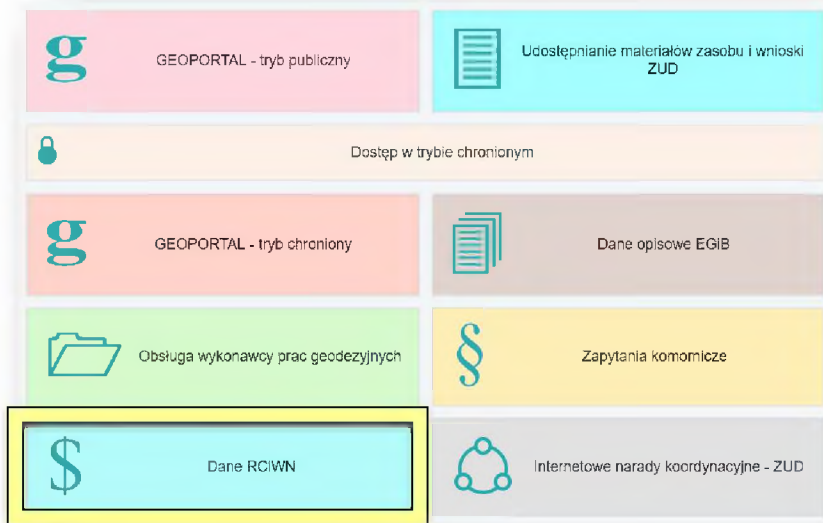 g
GEOPORTAL - tryb publiczny
Udostępnianie materiałów zasobu i wnioski
ZUD
Dostęp w trybie chronionym
g
GEOPORTAL - tryb chroniony
Dane opisowe EGiB
Obsługa wykonawcy prac geodezyjnych
§
Zapytania komornicze
$
Dane RCiWN
Internetowe narady koordynacyjne - ZUD